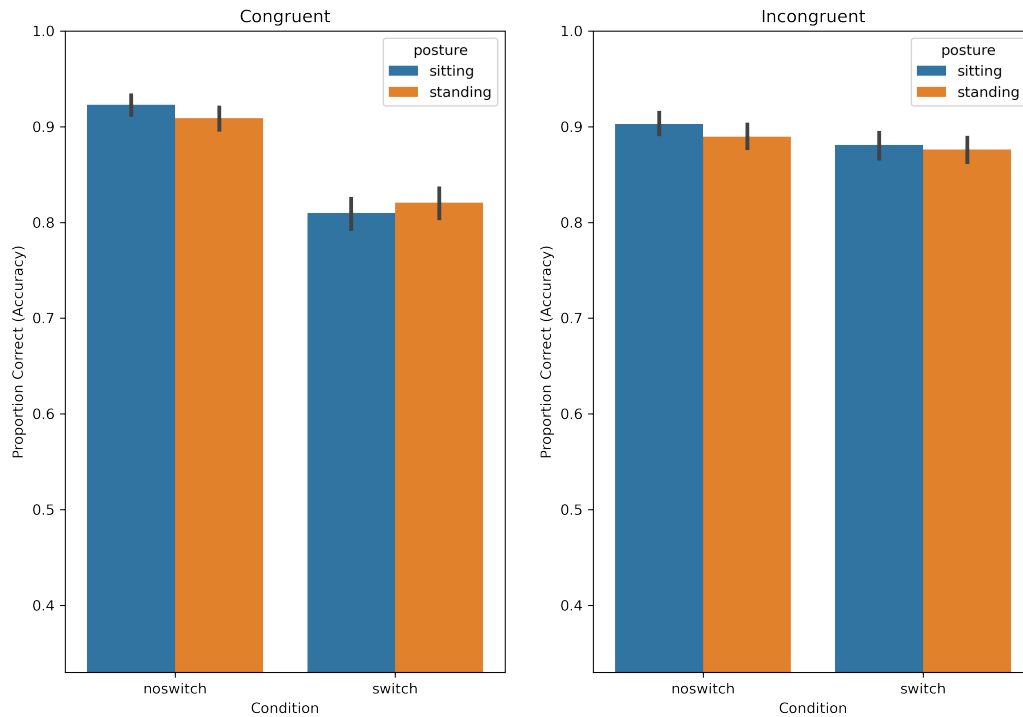 Congruent
1.0
0.9
0.8
0.7
0.6
0.5
0.4
Proportion Correct (Accuracy)
posture
sitting
standing
noswitch
switch
Condition
Incongruent
1.0
0.9
0.8
0.7
0.6
0.5
0.4
Proportion Correct (Accuracy)
posture
sitting
standing
noswitch
switch
Condition